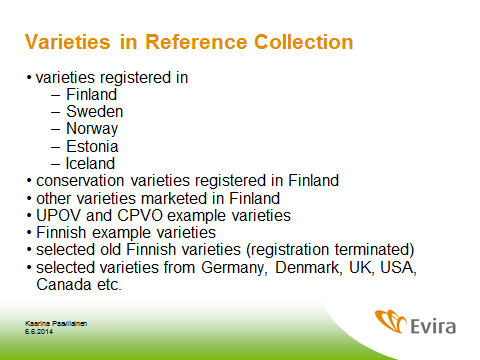 Varieties in Reference Collection
• varieties registered in
– Finland
– Sweden
– Norway
– Estonia
– Iceland
• conservation varieties registered in Finland
• other varieties marketed in Finland
• UPOV and CPVO example varieties
• Finnish example varieties
• selected old Finnish varieties (registration terminated)
• selected varieties from Germany, Denmark, UK, USA,
Canada etc.
Kaarina Paavilainen
6.6.2014
Evira